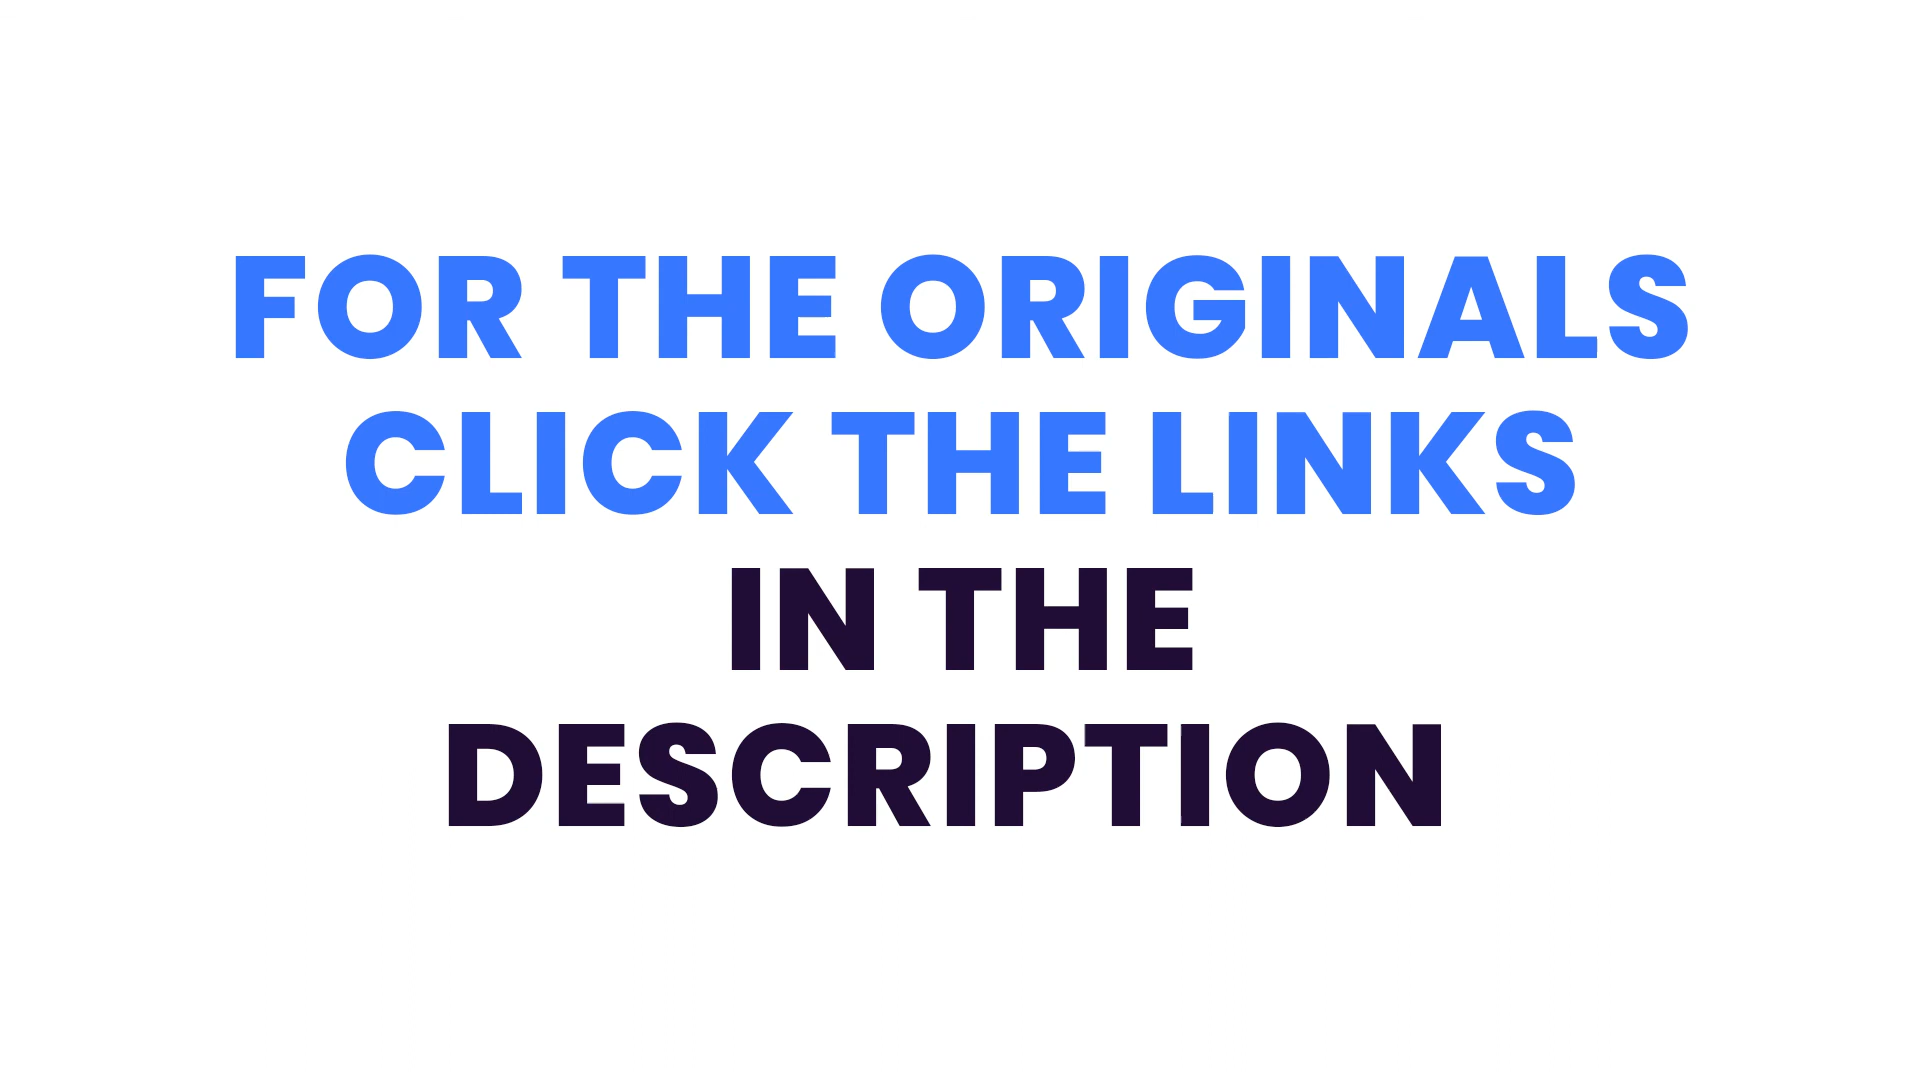 FOR THE ORIGINALS
CLICK THE LINKS
IN THE
DESCRIPTION